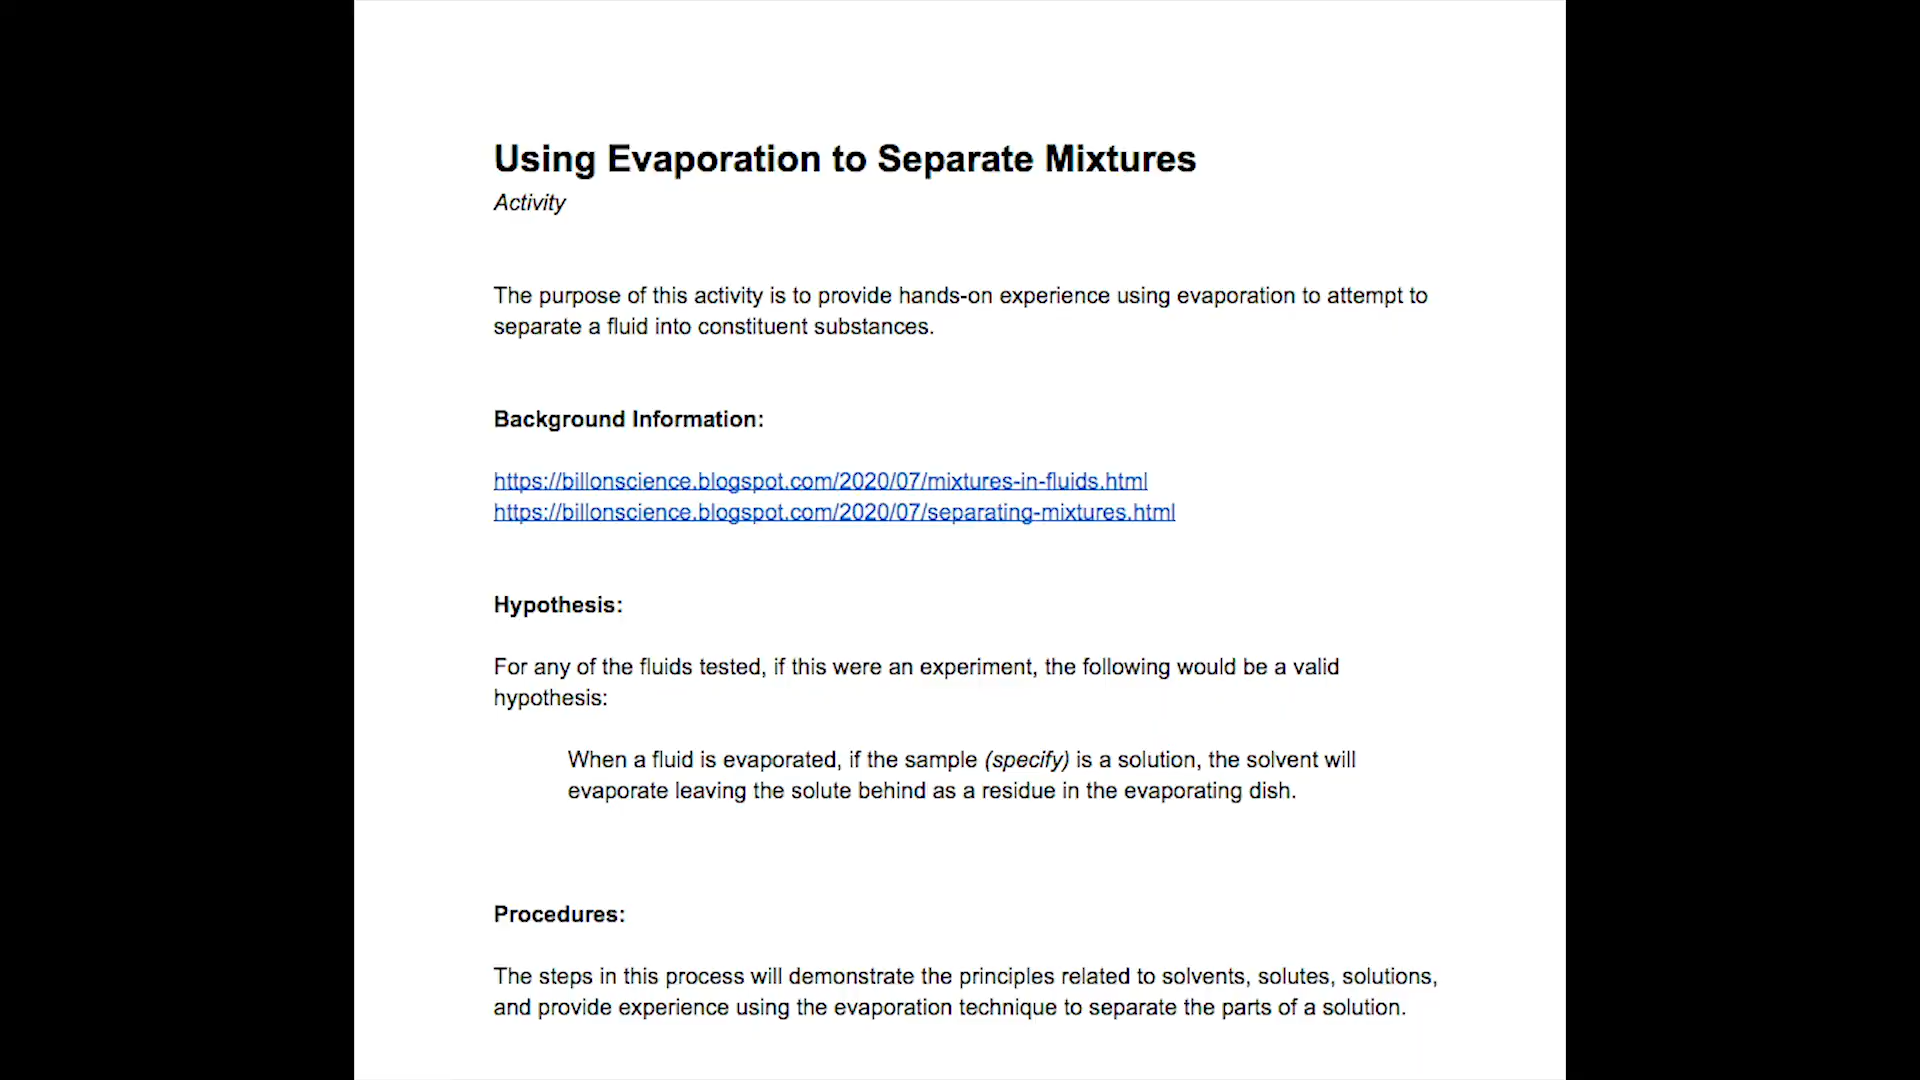 Using Evaporation to Separate Mixtures
Activity
The purpose of this activity is to provide hands-on experience using evaporation to attempt to
separate a fluid into constituent substances.
Background Information:
https://billonscience.blogspot.com/2020/07/mixtures-in-fluids.html
https://billonscience.blogspot.com/2020/07/separating-mixtures.html
Hypothesis:
For any of the fluids tested, if this were an experiment, the following would be a valid
hypothesis:
When a fluid is evaporated, if the sample (specify) is a solution, the solvent will
evaporate leaving the solute behind as a residue in the evaporating dish.
Procedures:
The steps in this process will demonstrate the principles related to solvents, solutes, solutions,
and provide experience using the evaporation technique to separate the parts of a solution.